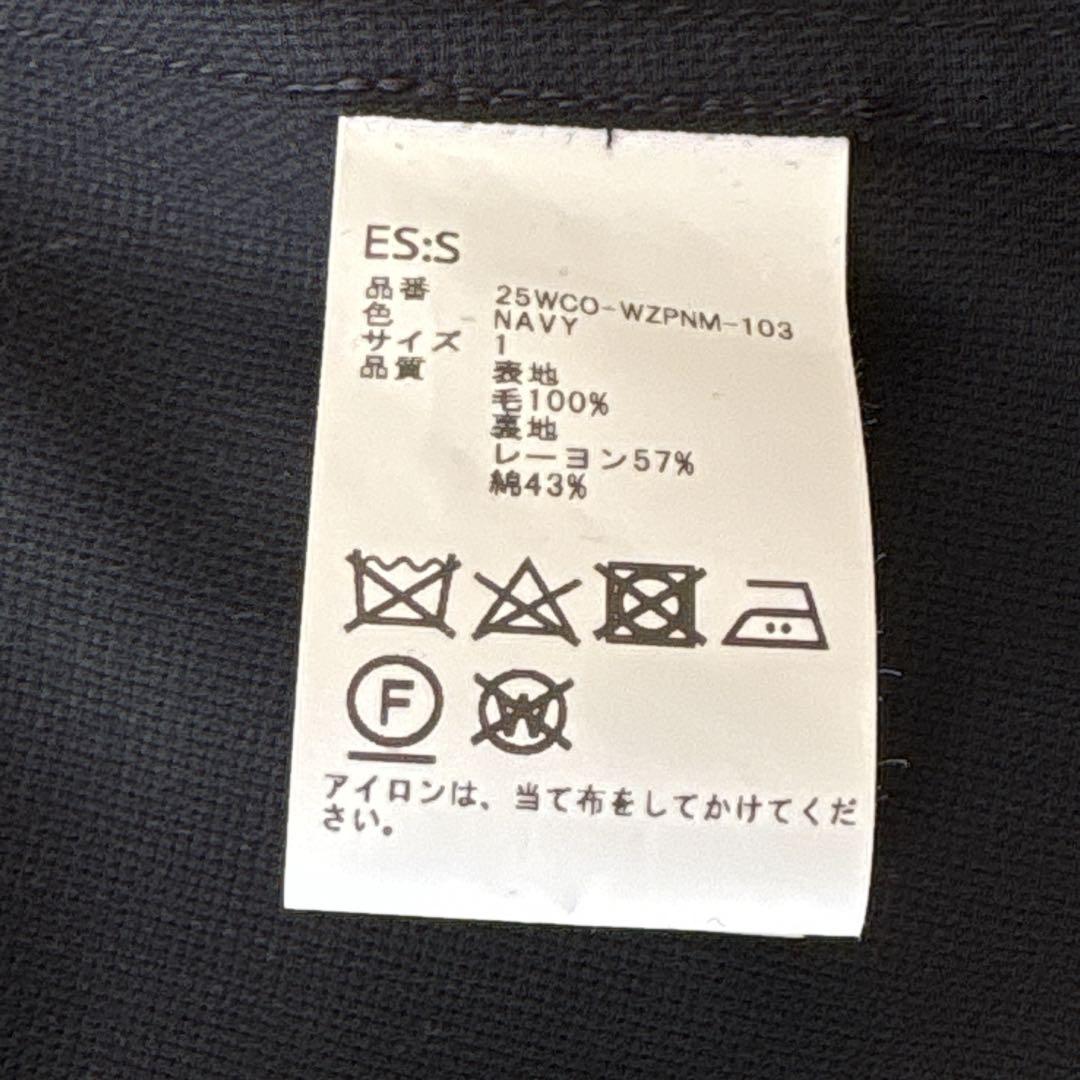 ES:S
品番 25WCO-WZPNM-103
色 NAVY
サイズ 1
品質 表地
毛100%
裏地
レーヨン57%
綿43%
F W
アイロンは、当て布をしてかけてくだ
さい。